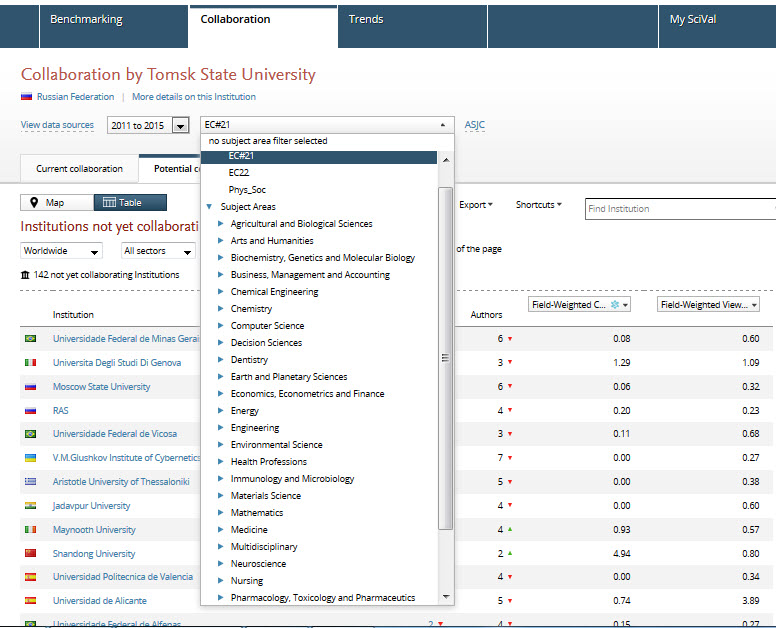 Benchmarking
Collaboration
Trends
My SciVal
Collaboration by Tomsk State University
Russian Federation | More details on this Institution
View data sources
2011 to 2015
EC#21
ASJC
no subject area filter selected
EC#21
EC22
Phys_Soc
Subject Areas
Agricultural and Biological Sciences
Arts and Humanities
Biochemistry, Genetics and Molecular Biology
Business, Management and Accounting
Chemical Engineering
Chemistry
Computer Science
Decision Sciences
Dentistry
Earth and Planetary Sciences
Economics, Econometrics and Finance
Energy
Engineering
Environmental Science
Health Professions
Immunology and Microbiology
Materials Science
Mathematics
Medicine
Multidisciplinary
Neuroscience
Nursing
Pharmacology, Toxicology and Pharmaceutics
Current collaboration
Potential c
Map
Table
Export
Shortcuts
Find Institution
Institutions not yet collaborati
Worldwide
All sectors
of the page
142 not yet collaborating Institutions
Institution
Authors
Field-Weighted C...
Field-Weighted View...
Universidade Federal de Minas Gerai 6 0.08 0.60
Universita Degli Studi Di Genova 3 1.29 1.09
Moscow State University 6 0.06 0.32
RAS 4 0.20 0.23
Universidade Federal de Vicosa 3 0.11 0.68
V.M.Glushkov Institute of Cybernetics 7 0.00 0.27
Aristotle University of Thessaloniki 5 0.00 0.38
Jadavpur University 4 0.00 0.60
Maynooth University 4 0.93 0.57
Shandong University 2 4.94 0.80
Universidad Politecnica de Valencia 4 0.00 0.34
Universidad de Alicante 5 0.74 3.89
Universidade Federal de Alfenas 2 4 0.15 0.27